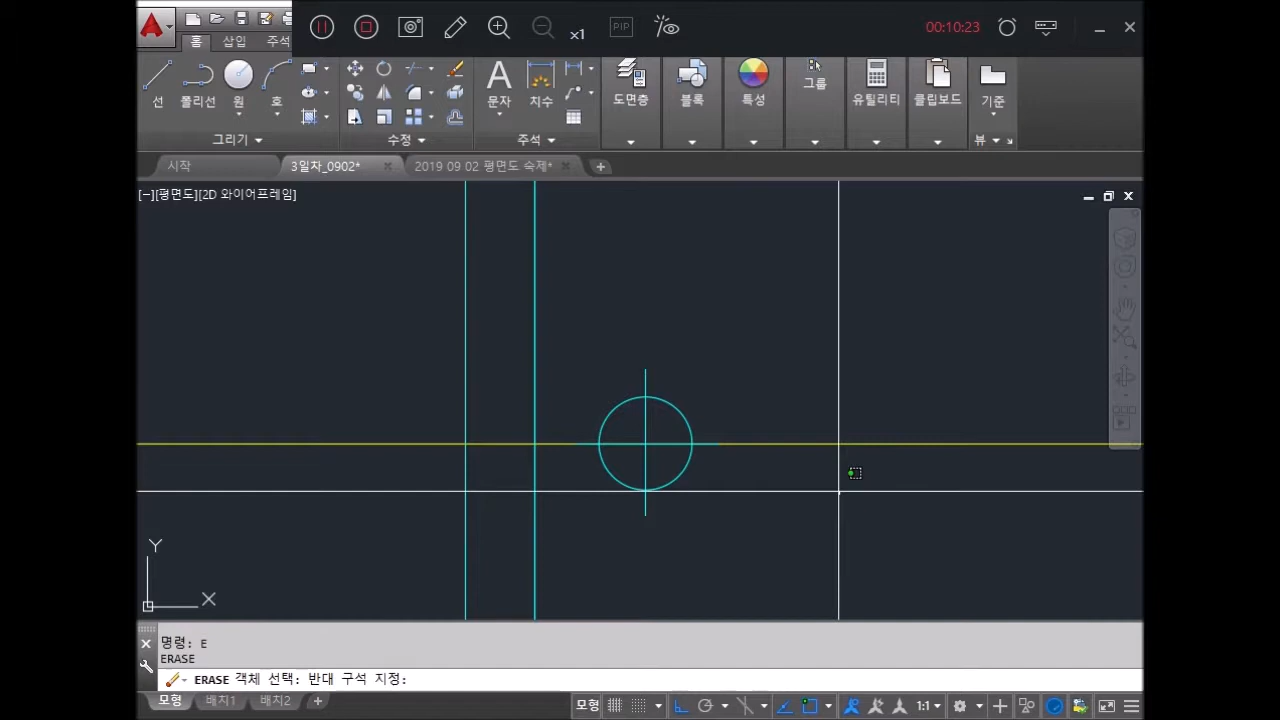 x1
PIP
00:10:23
홈 삽입 주석
선 폴리선 원 호
문자 치수
도면층 블록 특성 그룹 유틸리티 클립보드 기준
그리기 수정 주석 뷰
시작 3일차_0902* 2019 09 02 평면도 숙제*
[−][평면도][2D 와이어프레임]
Y
X
명령: E
ERASE
ERASE 객체 선택: 반대 구석 지정:
모형 배치1 배치2 + 모형 1:1